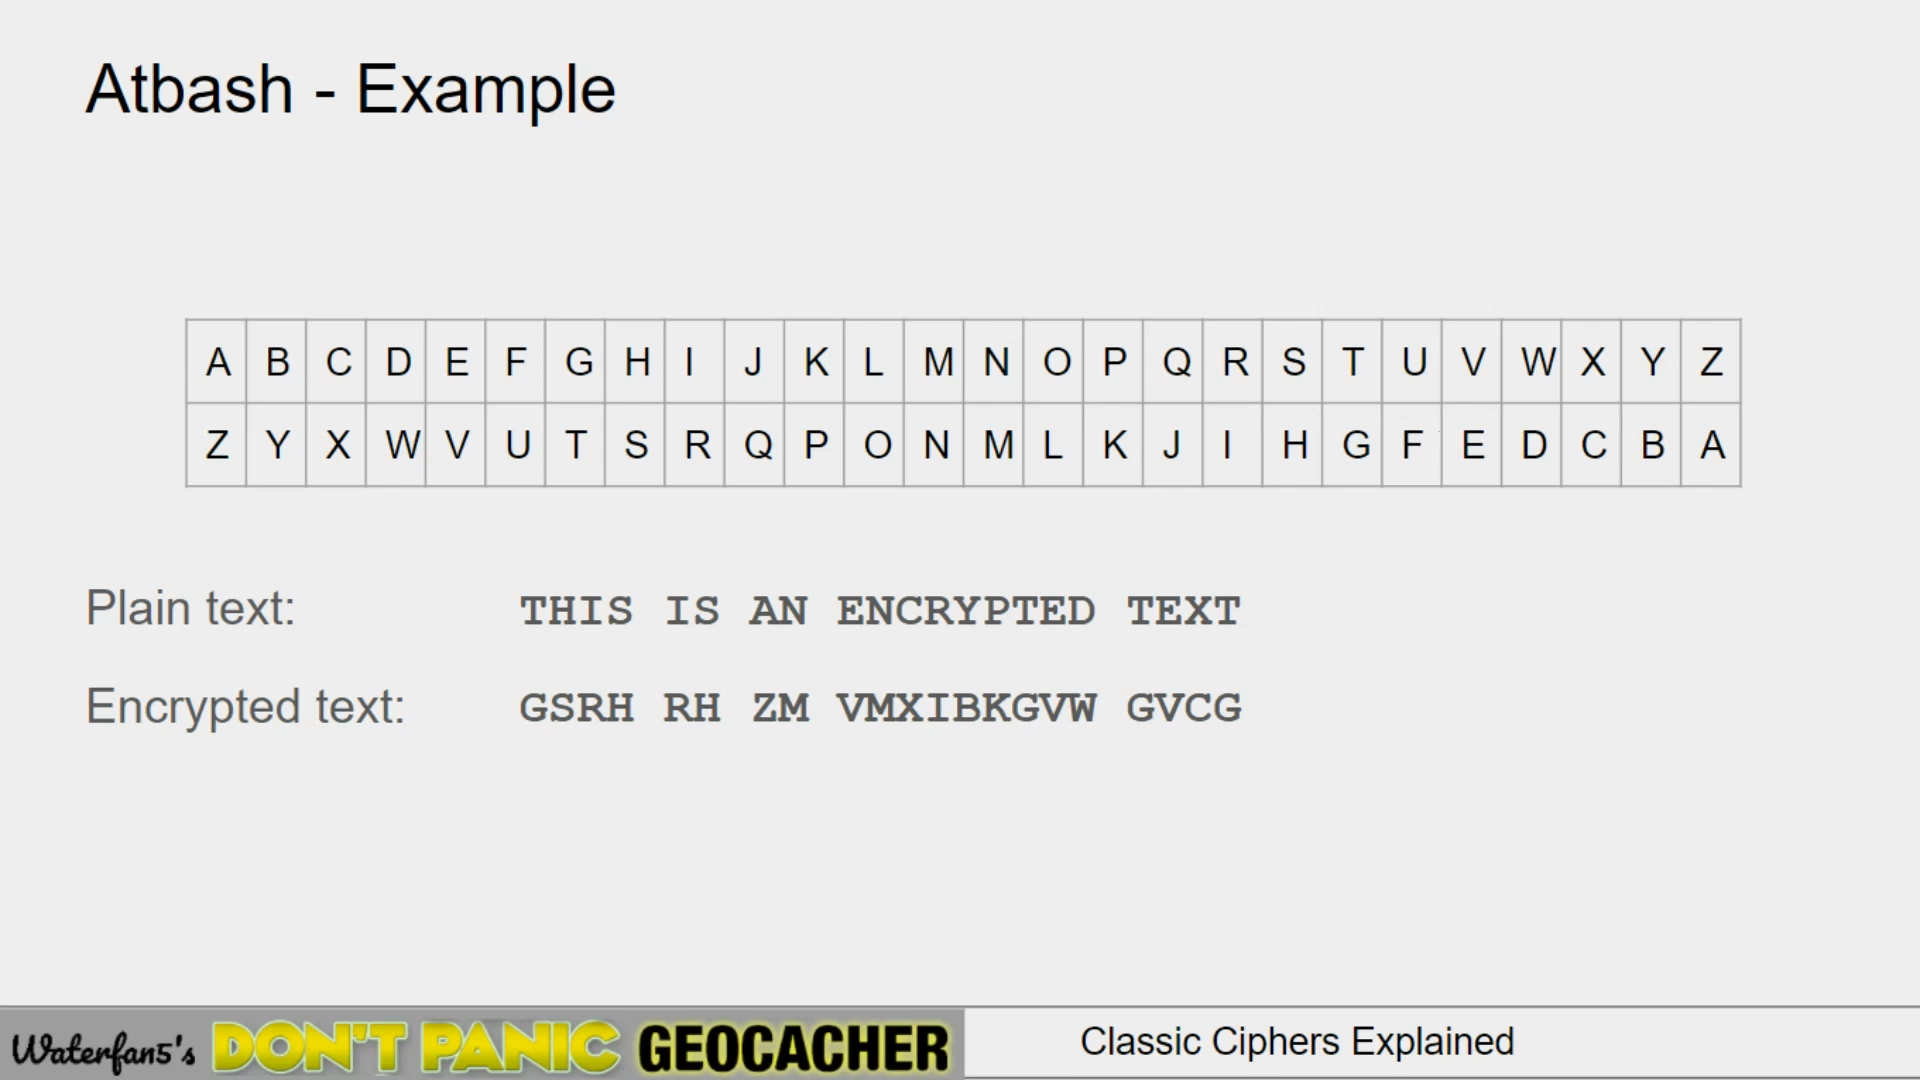 Atbash - Example
A B C D E F G H I J K L M N O P Q R S T U V W X Y Z
Z Y X W V U T S R Q P O N M L K J I H G F E D C B A
Plain text: THIS IS AN ENCRYPTED TEXT
Encrypted text: GSRH RH ZM VMXIBKGVW GVCG
Waterfan5's DON'T PANIC GEOCACHER Classic Ciphers Explained